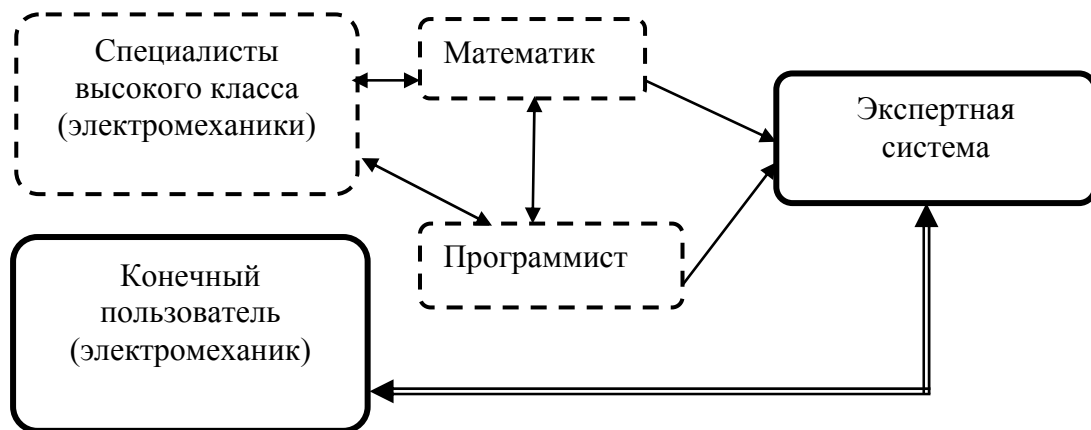 Специалисты
высокого класса
(электромеханики)
Математик
Экспертная
система
Программист
Конечный
пользователь
(электромеханик)